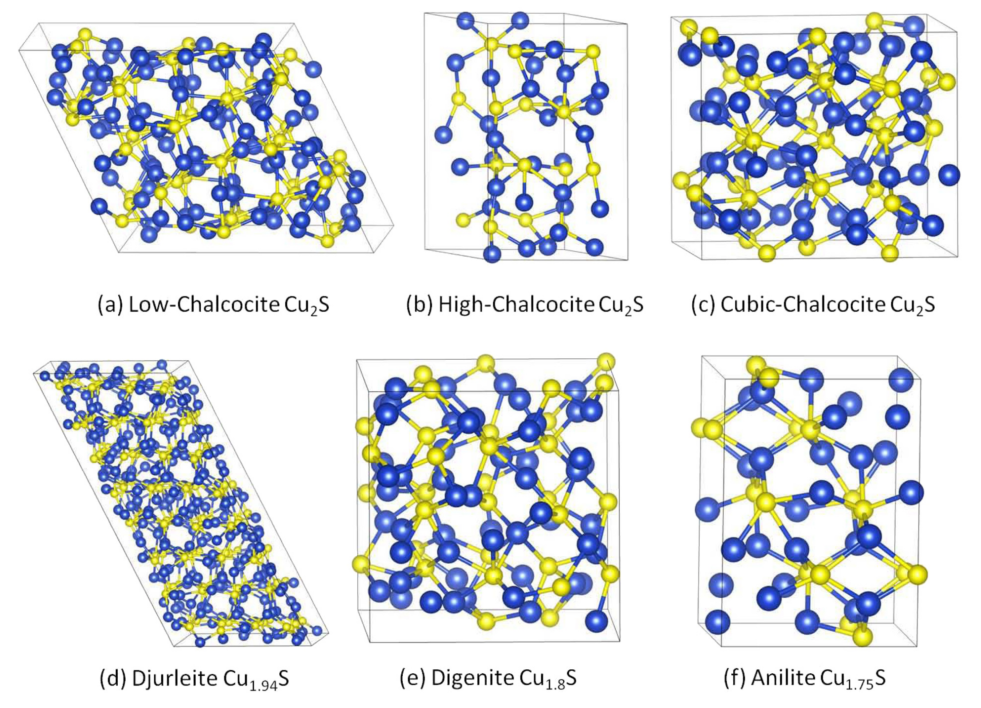 (a) Low-Chalcocite Cu₂S
(b) High-Chalcocite Cu₂S
(c) Cubic-Chalcocite Cu₂S
(d) Djurleite Cu₁.₉₄S
(e) Digenite Cu₁.₈S
(f) Anilite Cu₁.₇₅S